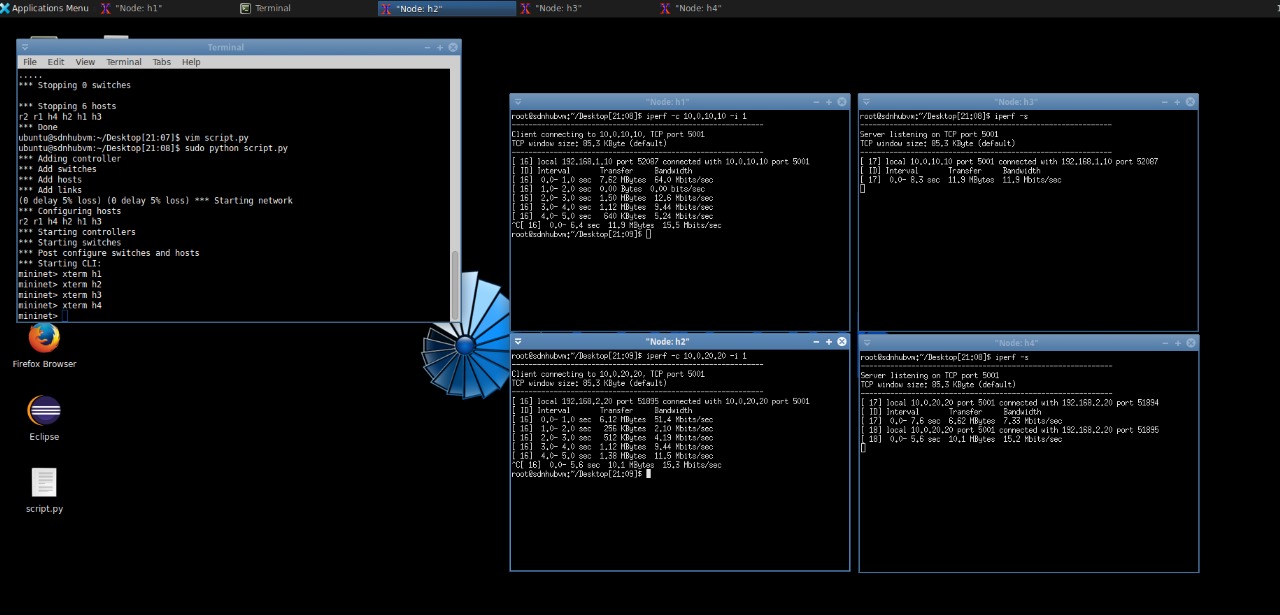 Applications Menu
"Node: h1"
Terminal
"Node: h2"
"Node: h3"
"Node: h4"
Terminal
File Edit View Terminal Tabs Help
.....
*** Stopping 0 switches
*** Stopping 6 hosts
r2 r1 h4 h2 h1 h3
*** Done
ubuntu@sdnhubvm:~/Desktop[21:07]$ vim script.py
ubuntu@sdnhubvm:~/Desktop[21:08]$ sudo python script.py
*** Adding controller
*** Add switches
*** Add hosts
*** Add links
(0 delay 5% loss) (0 delay 5% loss) *** Starting network
*** Configuring hosts
r2 r1 h4 h2 h1 h3
*** Starting controllers
*** Starting switches
*** Post configure switches and hosts
*** Starting CLI:
mininet> xterm h1
mininet> xterm h2
mininet> xterm h3
mininet> xterm h4
mininet>
Firefox Browser
Eclipse
script.py
"Node: h1"
root@sdnhubvm:~/Desktop[21:08]$ iperf -c 10.0.10.10 -i 1
------------------------------------------------------------
Client connecting to 10.0.10.10, TCP port 5001
TCP window size: 85.3 KByte (default)
------------------------------------------------------------
[ 16] local 192.168.1.10 port 52087 connected with 10.0.10.10 port 5001
[ ID] Interval Transfer Bandwidth
[ 16] 0.0- 1.0 sec 7.62 MBytes 64.0 Mbits/sec
[ 16] 1.0- 2.0 sec 0.00 Bytes 0.00 bits/sec
[ 16] 2.0- 3.0 sec 1.50 MBytes 12.6 Mbits/sec
[ 16] 3.0- 4.0 sec 1.12 MBytes 9.44 Mbits/sec
[ 16] 4.0- 5.0 sec 640 KBytes 5.24 Mbits/sec
^C[ 16] 0.0- 6.4 sec 11.9 MBytes 15.5 Mbits/sec
root@sdnhubvm:~/Desktop[21:09]$
"Node: h3"
root@sdnhubvm:~/Desktop[21:08]$ iperf -s
------------------------------------------------------------
Server listening on TCP port 5001
TCP window size: 85.3 KByte (default)
------------------------------------------------------------
[ 17] local 10.0.10.10 port 5001 connected with 192.168.1.10 port 52087
[ ID] Interval Transfer Bandwidth
[ 17] 0.0- 8.3 sec 11.9 MBytes 11.9 Mbits/sec
"Node: h2"
root@sdnhubvm:~/Desktop[21:09]$ iperf -c 10.0.20.20 -i 1
------------------------------------------------------------
Client connecting to 10.0.20.20, TCP port 5001
TCP window size: 85.3 KByte (default)
------------------------------------------------------------
[ 16] local 192.168.2.20 port 51895 connected with 10.0.20.20 port 5001
[ ID] Interval Transfer Bandwidth
[ 16] 0.0- 1.0 sec 6.12 MBytes 51.4 Mbits/sec
[ 16] 1.0- 2.0 sec 256 KBytes 2.10 Mbits/sec
[ 16] 2.0- 3.0 sec 512 KBytes 4.19 Mbits/sec
[ 16] 3.0- 4.0 sec 1.12 MBytes 9.44 Mbits/sec
[ 16] 4.0- 5.0 sec 1.38 MBytes 11.5 Mbits/sec
^C[ 16] 0.0- 5.6 sec 10.1 MBytes 15.3 Mbits/sec
root@sdnhubvm:~/Desktop[21:09]$
"Node: h4"
root@sdnhubvm:~/Desktop[21:08]$ iperf -s
------------------------------------------------------------
Server listening on TCP port 5001
TCP window size: 85.3 KByte (default)
------------------------------------------------------------
[ 17] local 10.0.20.20 port 5001 connected with 192.168.2.20 port 51894
[ ID] Interval Transfer Bandwidth
[ 17] 0.0- 7.6 sec 6.62 MBytes 7.33 Mbits/sec
[ 18] local 10.0.20.20 port 5001 connected with 192.168.2.20 port 51895
[ 18] 0.0- 5.6 sec 10.1 MBytes 15.2 Mbits/sec